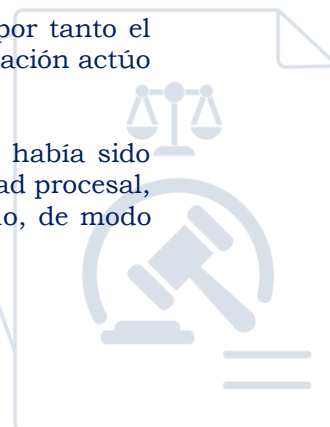 por tanto el
ación actúo
había sido
ad procesal,
o, de modo